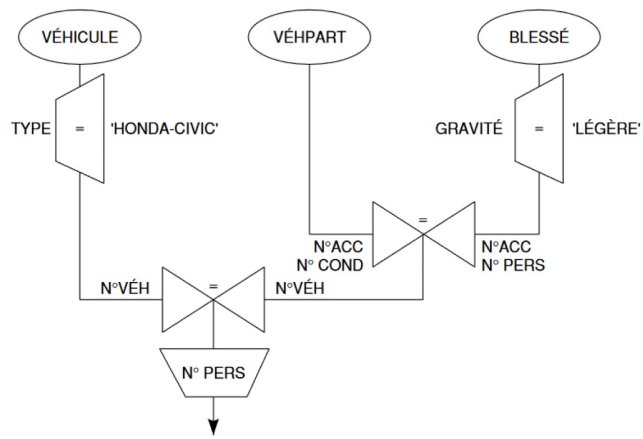 VÉHICULE
VÉHPART
BLESSÉ
TYPE = 'HONDA-CIVIC'
GRAVITÉ = 'LÉGÈRE'
=
N°ACC
N° COND
N°ACC
N° PERS
N°VÉH = N°VÉH
N° PERS